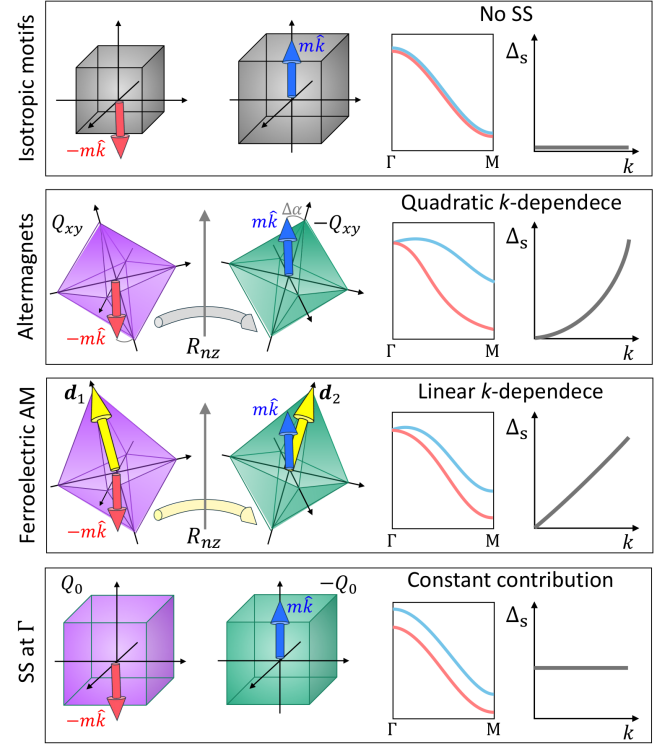 Isotropic motifs
−mk̂
mk̂
No SS
Γ
M
Δs
k
Altermagnets
Qxy
−mk̂
Rnz
mk̂
Δα
−Qxy
Quadratic k-dependece
Γ
M
Δs
k
Ferroelectric AM
d1
−mk̂
Rnz
mk̂
d2
Linear k-dependece
Γ
M
Δs
k
SS at Γ
Q0
−mk̂
mk̂
−Q0
Constant contribution
Γ
M
Δs
k